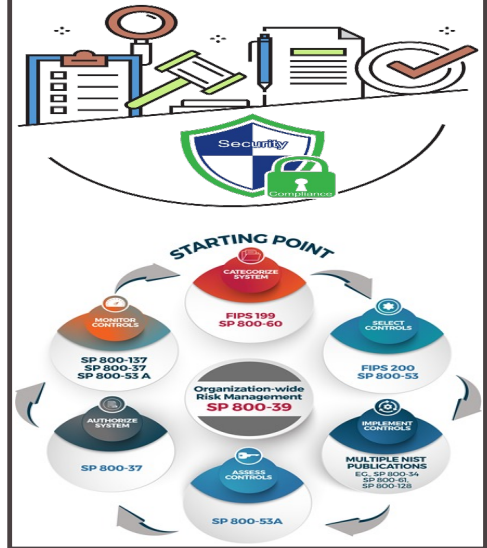 Security
Compliance
STARTING POINT
CATEGORIZE
SYSTEM
FIPS 199
SP 800-60
SELECT
CONTROLS
FIPS 200
SP 800-53
IMPLEMENT
CONTROLS
MULTIPLE NIST
PUBLICATIONS
EG., SP 800-34
SP 800-61,
SP 800-128
ASSESS
CONTROLS
SP 800-53A
AUTHORIZE
SYSTEM
SP 800-37
MONITOR
CONTROLS
SP 800-137
SP 800-37
SP 800-53 A
Organization-wide
Risk Management
SP 800-39